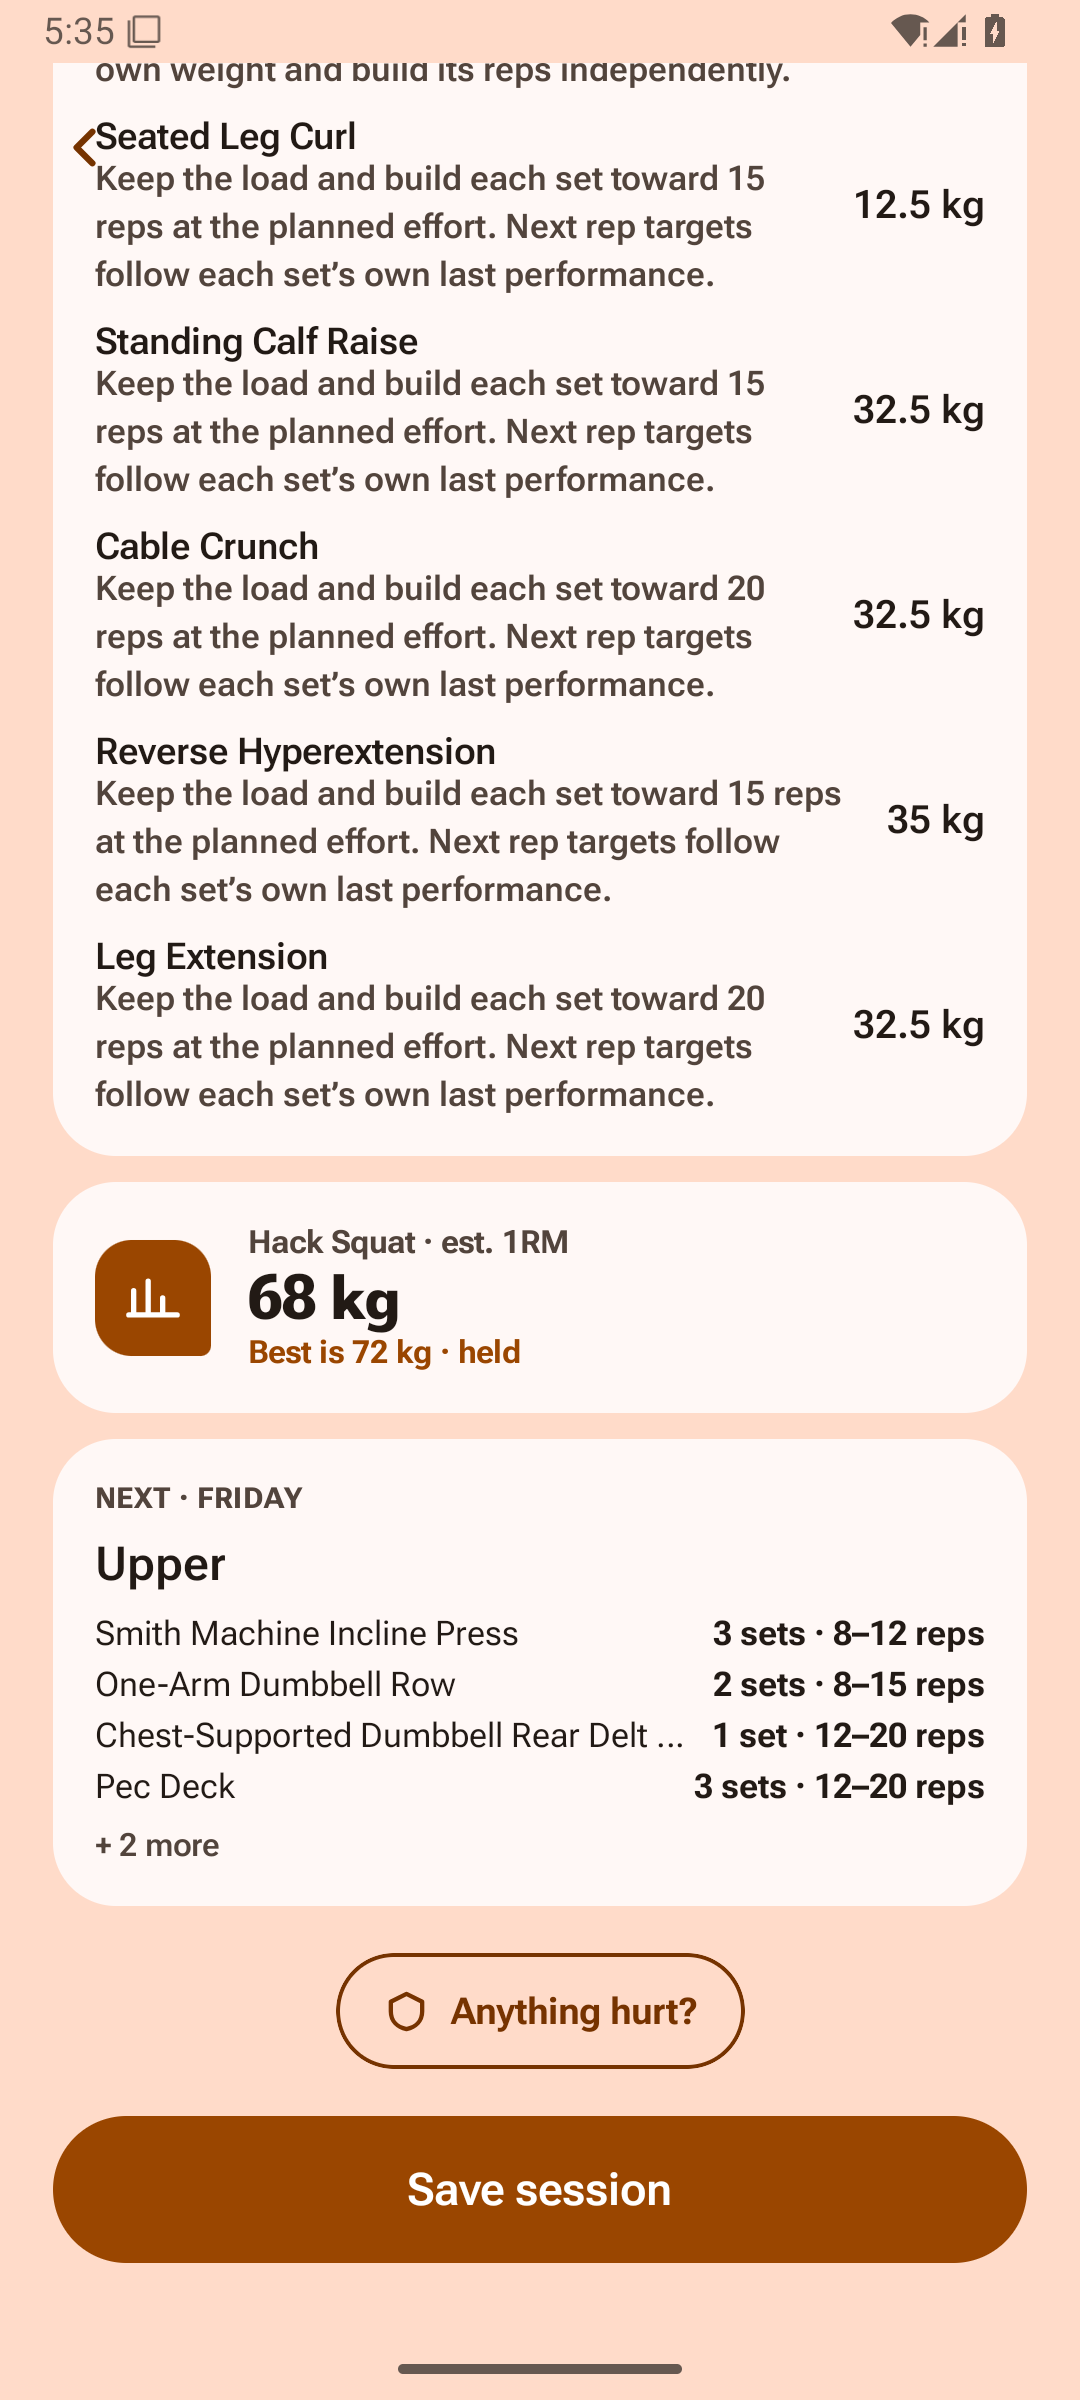 5:35
own weight and build its reps independently.
Seated Leg Curl
Keep the load and build each set toward 15
reps at the planned effort. Next rep targets
follow each set’s own last performance.
12.5 kg
Standing Calf Raise
Keep the load and build each set toward 15
reps at the planned effort. Next rep targets
follow each set’s own last performance.
32.5 kg
Cable Crunch
Keep the load and build each set toward 20
reps at the planned effort. Next rep targets
follow each set’s own last performance.
32.5 kg
Reverse Hyperextension
Keep the load and build each set toward 15 reps
at the planned effort. Next rep targets follow
each set’s own last performance.
35 kg
Leg Extension
Keep the load and build each set toward 20
reps at the planned effort. Next rep targets
follow each set’s own last performance.
32.5 kg
Hack Squat · est. 1RM
68 kg
Best is 72 kg · held
NEXT · FRIDAY
Upper
Smith Machine Incline Press 3 sets · 8–12 reps
One-Arm Dumbbell Row 2 sets · 8–15 reps
Chest-Supported Dumbbell Rear Delt ... 1 set · 12–20 reps
Pec Deck 3 sets · 12–20 reps
+ 2 more
Anything hurt?
Save session